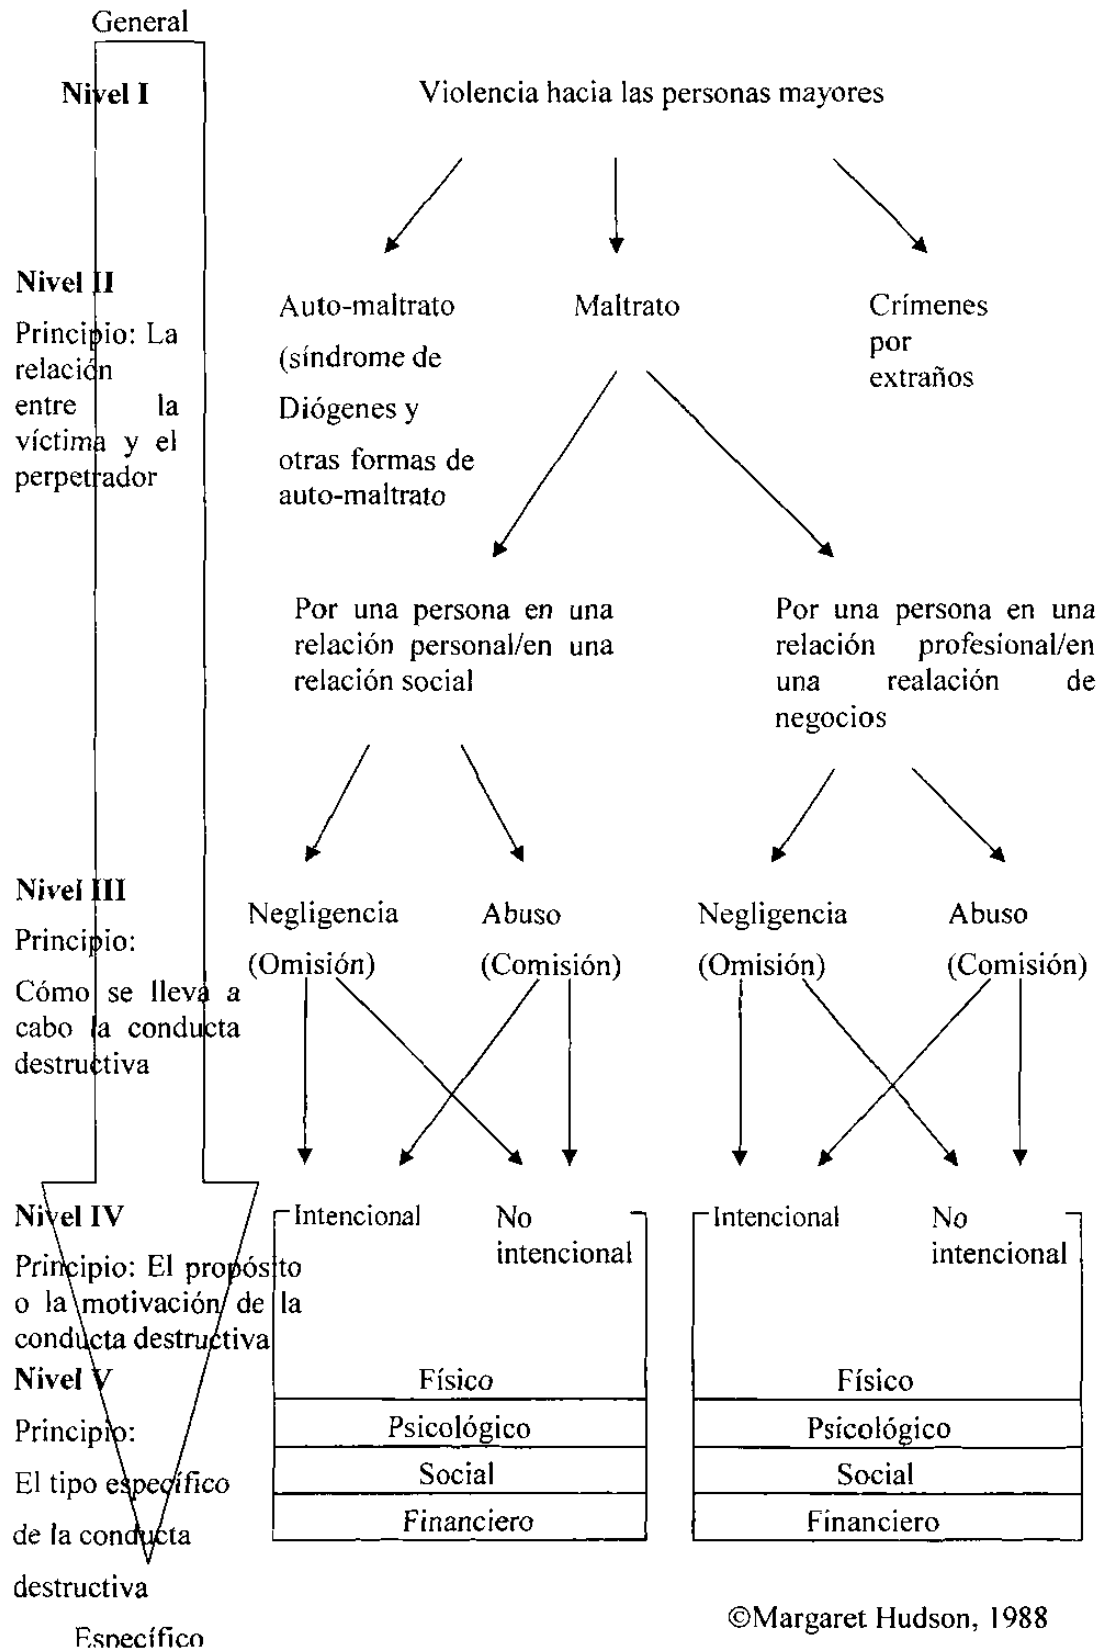 General
Nivel I
Violencia hacia las personas mayores
Nivel II
Principio: La
relación
entre la
víctima y el
perpetrador
Auto-maltrato
(síndrome de
Diógenes y
otras formas de
auto-maltrato
Maltrato
Crímenes
por
extraños
Por una persona en una
relación personal/en una
relación social
Por una persona en una
relación profesional/en
una realación de
negocios
Nivel III
Principio:
Cómo se lleva a
cabo la conducta
destructiva
Negligencia
(Omisión)
Abuso
(Comisión)
Negligencia
(Omisión)
Abuso
(Comisión)
Nivel IV
Principio: El propósito
o la motivación de la
conducta destructiva
Intencional
No
intencional
Intencional
No
intencional
Nivel V
Principio:
El tipo específico
de la conducta
destructiva
Específico
Físico
Psicológico
Social
Financiero
Físico
Psicológico
Social
Financiero
©Margaret Hudson, 1988